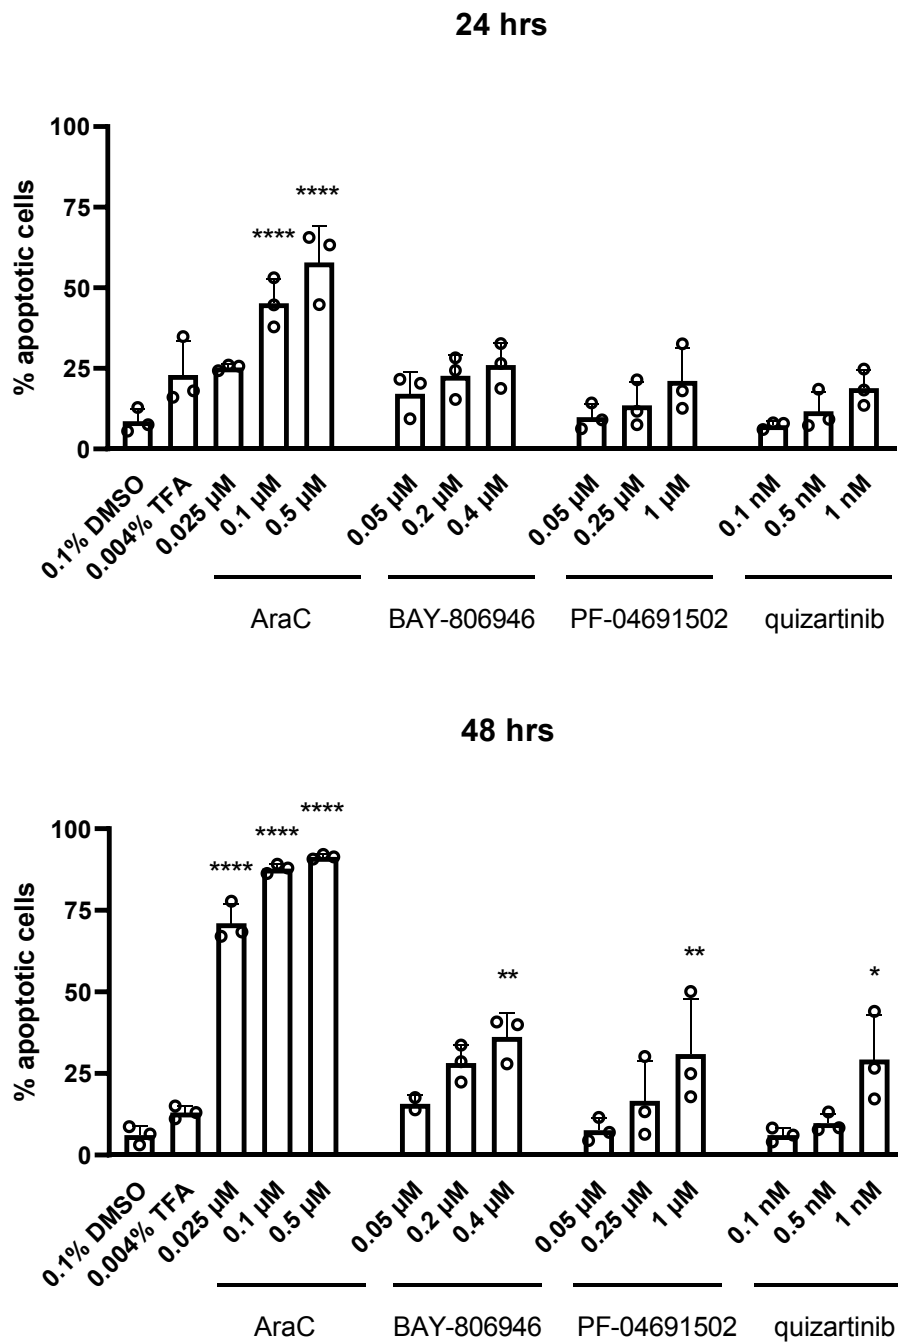 24 hrs
% apoptotic cells
100
75
50
25
0
****
****
0.1% DMSO
0.004% TFA
0.025 µM
0.1 µM
0.5 µM
0.05 µM
0.2 µM
0.4 µM
0.05 µM
0.25 µM
1 µM
0.1 nM
0.5 nM
1 nM
AraC
BAY-806946
PF-04691502
quizartinib
48 hrs
% apoptotic cells
100
75
50
25
0
****
****
****
**
**
*
0.1% DMSO
0.004% TFA
0.025 µM
0.1 µM
0.5 µM
0.05 µM
0.2 µM
0.4 µM
0.05 µM
0.25 µM
1 µM
0.1 nM
0.5 nM
1 nM
AraC
BAY-806946
PF-04691502
quizartinib